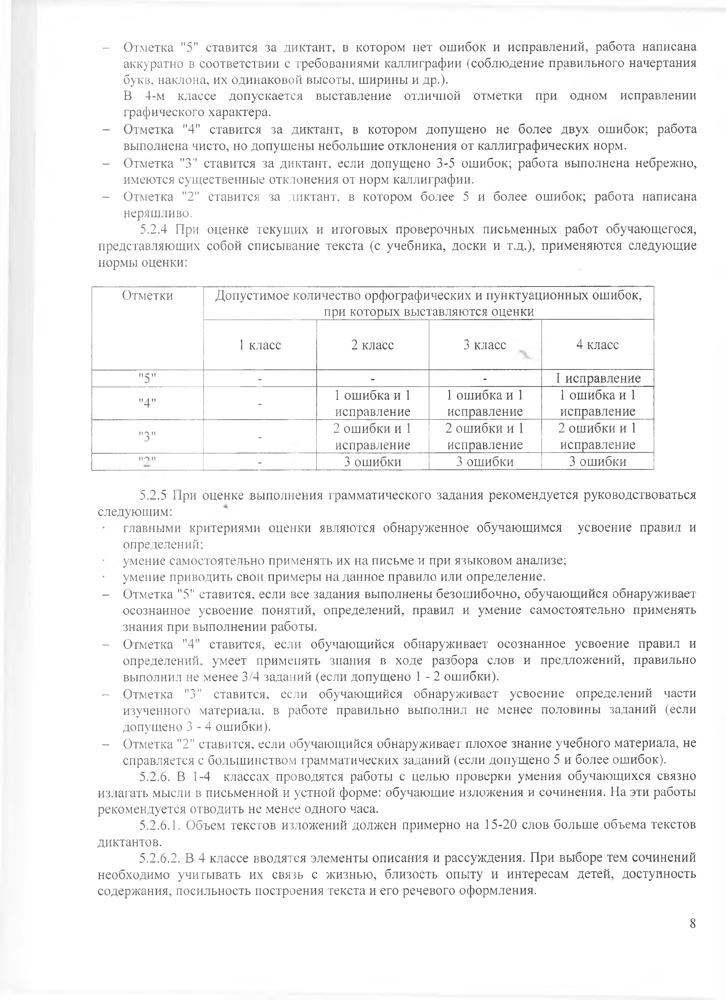 – Отметка "5" ставится за диктант, в котором нет ошибок и исправлений, работа написана
аккуратно в соответствии с требованиями каллиграфии (соблюдение правильного начертания
букв, наклона, их одинаковой высоты, ширины и др.).
В 4-м классе допускается выставление отличной отметки при одном исправлении
графического характера.
– Отметка "4" ставится за диктант, в котором допущено не более двух ошибок; работа
выполнена чисто, но допущены небольшие отклонения от каллиграфических норм.
– Отметка "3" ставится за диктант, если допущено 3-5 ошибок; работа выполнена небрежно,
имеются существенные отклонения от норм каллиграфии.
– Отметка "2" ставится за диктант, в котором более 5 и более ошибок; работа написана
неряшливо.
5.2.4 При оценке текущих и итоговых проверочных письменных работ обучающегося,
представляющих собой списывание текста (с учебника, доски и т.д.), применяются следующие
нормы оценки:
Отметки
Допустимое количество орфографических и пунктуационных ошибок,
при которых выставляются оценки
1 класс 2 класс 3 класс 4 класс
"5" - - - 1 исправление
"4" - 1 ошибка и 1 1 ошибка и 1 1 ошибка и 1
исправление исправление исправление
"3" - 2 ошибки и 1 2 ошибки и 1 2 ошибки и 1
исправление исправление исправление
"2" - 3 ошибки 3 ошибки 3 ошибки
5.2.5 При оценке выполнения грамматического задания рекомендуется руководствоваться
следующим:
· главными критериями оценки являются обнаруженное обучающимся усвоение правил и
определений;
· умение самостоятельно применять их на письме и при языковом анализе;
· умение приводить свои примеры на данное правило или определение.
– Отметка "5" ставится, если все задания выполнены безошибочно, обучающийся обнаруживает
осознанное усвоение понятий, определений, правил и умение самостоятельно применять
знания при выполнении работы.
– Отметка "4" ставится, если обучающийся обнаруживает осознанное усвоение правил и
определений, умеет применять знания в ходе разбора слов и предложений, правильно
выполнил не менее 3/4 заданий (если допущено 1 - 2 ошибки).
– Отметка "3" ставится, если обучающийся обнаруживает усвоение определений части
изученного материала, в работе правильно выполнил не менее половины заданий (если
допущено 3 - 4 ошибки).
– Отметка "2" ставится, если обучающийся обнаруживает плохое знание учебного материала, не
справляется с большинством грамматических заданий (если допущено 5 и более ошибок).
5.2.6. В 1-4 классах проводятся работы с целью проверки умения обучающихся связно
излагать мысли в письменной и устной форме: обучающие изложения и сочинения. На эти работы
рекомендуется отводить не менее одного часа.
5.2.6.1. Объем текстов изложений должен примерно на 15-20 слов больше объема текстов
диктантов.
5.2.6.2. В 4 классе вводятся элементы описания и рассуждения. При выборе тем сочинений
необходимо учитывать их связь с жизнью, близость опыту и интересам детей, доступность
содержания, посильность построения текста и его речевого оформления.
8